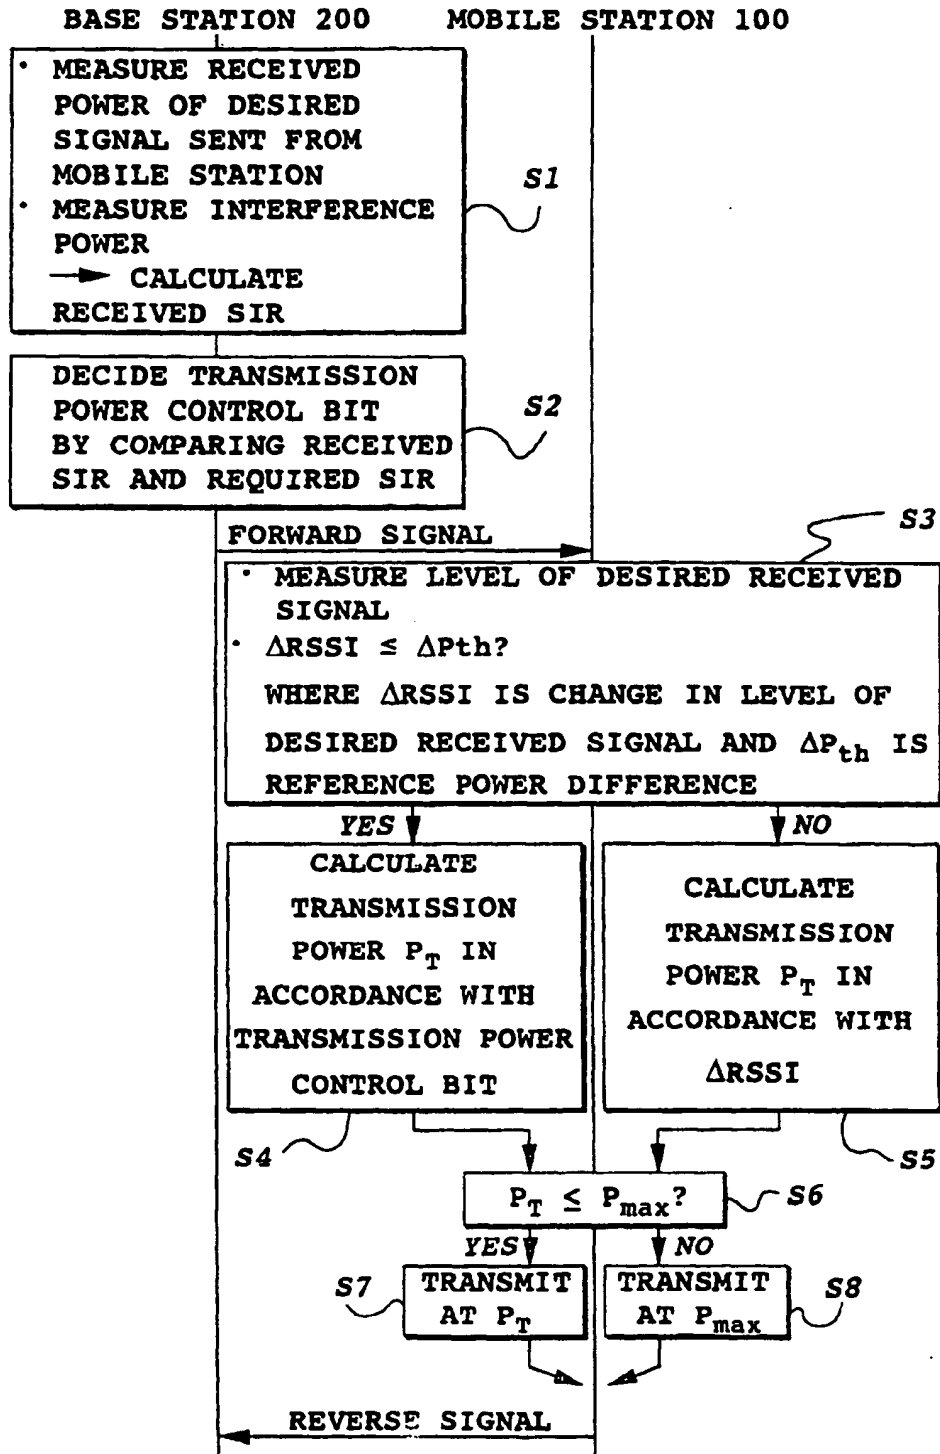 BASE STATION 200
MOBILE STATION 100
· MEASURE RECEIVED
POWER OF DESIRED
SIGNAL SENT FROM
MOBILE STATION
· MEASURE INTERFERENCE
POWER
→ CALCULATE
RECEIVED SIR
S1
DECIDE TRANSMISSION
POWER CONTROL BIT
BY COMPARING RECEIVED
SIR AND REQUIRED SIR
S2
FORWARD SIGNAL
S3
· MEASURE LEVEL OF DESIRED RECEIVED
SIGNAL
· ΔRSSI ≤ ΔPth?
WHERE ΔRSSI IS CHANGE IN LEVEL OF
DESIRED RECEIVED SIGNAL AND ΔPth IS
REFERENCE POWER DIFFERENCE
YES
NO
CALCULATE
TRANSMISSION
POWER PT IN
ACCORDANCE WITH
TRANSMISSION POWER
CONTROL BIT
S4
CALCULATE
TRANSMISSION
POWER PT IN
ACCORDANCE WITH
ΔRSSI
S5
PT ≤ Pmax?
S6
YES
NO
S7
TRANSMIT
AT PT
TRANSMIT
AT Pmax
S8
REVERSE SIGNAL